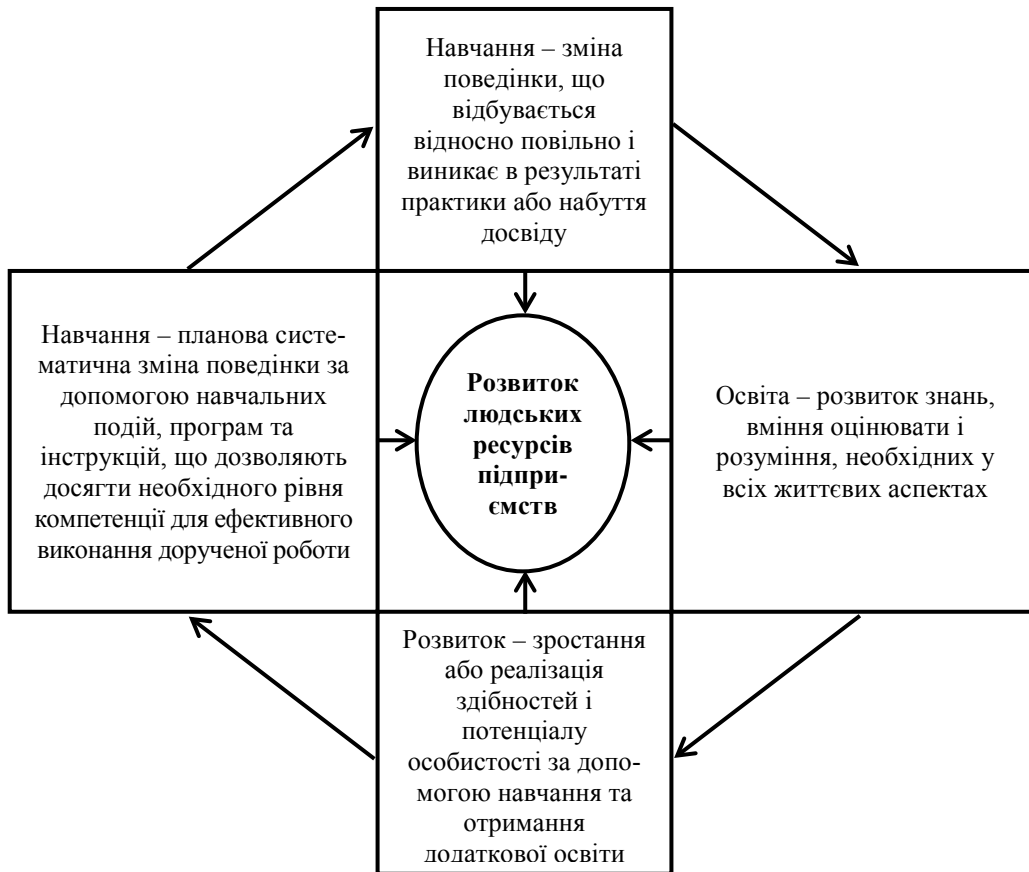 Навчання – зміна
поведінки, що
відбувається
відносно повільно і
виникає в результаті
практики або набуття
досвіду
Навчання – планова систе-
матична зміна поведінки за
допомогою навчальних
подій, програм та
інструкцій, що дозволяють
досягти необхідного рівня
компетенції для ефективного
виконання дорученої роботи
Розвиток
людських
ресурсів
підпри-
ємств
Освіта – розвиток знань,
вміння оцінювати і
розуміння, необхідних у
всіх життєвих аспектах
Розвиток – зростання
або реалізація
здібностей і
потенціалу
особистості за допо-
могою навчання та
отримання
додаткової освіти